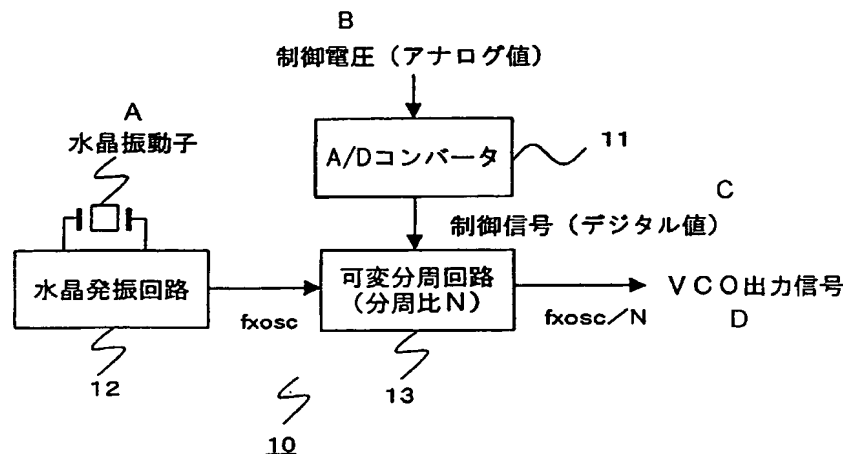 B
制御電圧（アナログ値）
A
水晶振動子
A/Dコンバータ
11
C
制御信号（デジタル値）
水晶発振回路
fxosc
可変分周回路
（分周比N）
fxosc／N
VCO出力信号
D
12
13
10